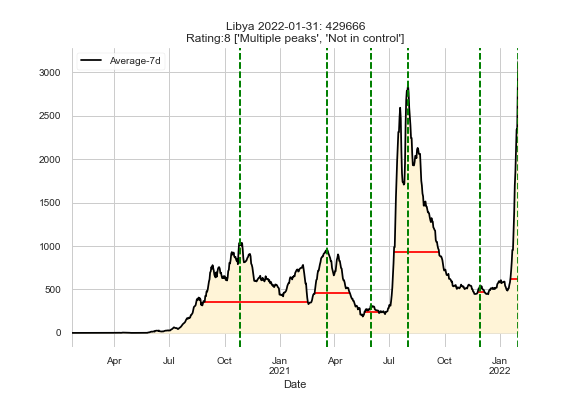 Libya 2022-01-31: 429666
Rating:8 ['Multiple peaks', 'Not in control']
Average-7d
3000
2500
2000
1500
1000
500
0
Apr
Jul
Oct
Jan
2021
Apr
Jul
Oct
Jan
2022
Date